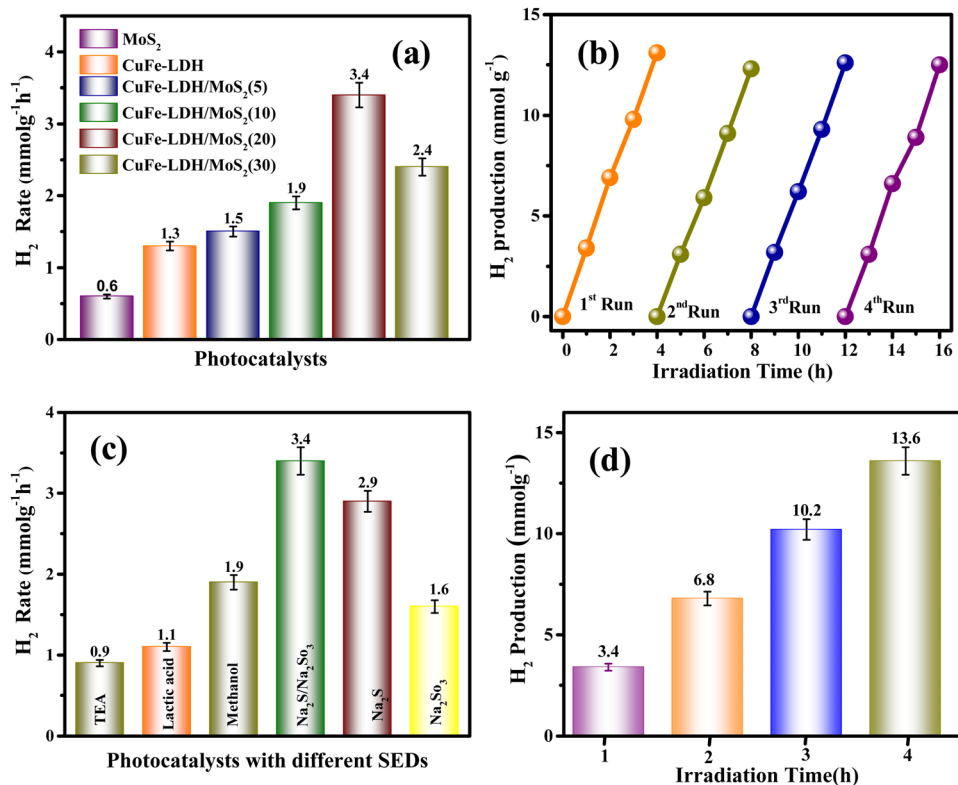 (a)
H₂ Rate (mmolg⁻¹h⁻¹)
4
3
2
1
0
MoS₂
CuFe-LDH
CuFe-LDH/MoS₂(5)
CuFe-LDH/MoS₂(10)
CuFe-LDH/MoS₂(20)
CuFe-LDH/MoS₂(30)
0.6
1.3
1.5
1.9
3.4
2.4
Photocatalysts
(b)
H₂ production (mmol g⁻¹)
15
10
5
0
1ˢᵗ Run
2ⁿᵈRun
3ʳᵈRun
4ᵗʰRun
0 2 4 6 8 10 12 14 16
Irradiation Time (h)
(c)
H₂ Rate (mmolg⁻¹h⁻¹)
4
3
2
1
0
0.9
1.1
1.9
3.4
2.9
1.6
TEA
Lactic acid
Methanol
Na₂S/Na₂So₃
Na₂S
Na₂So₃
Photocatalysts with different SEDs
(d)
H₂ Production (mmolg⁻¹)
15
10
5
0
3.4
6.8
10.2
13.6
1 2 3 4
Irradiation Time(h)